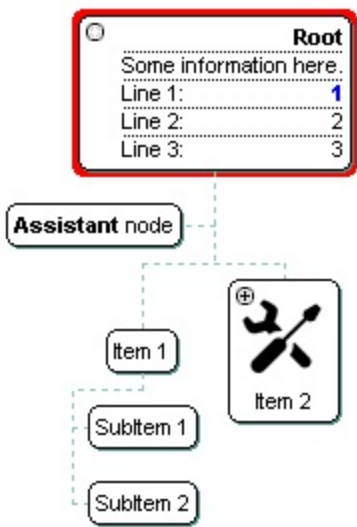 Root
Some information here.
Line 1: 1
Line 2: 2
Line 3: 3
Assistant node
Item 1
Item 2
SubItem 1
SubItem 2